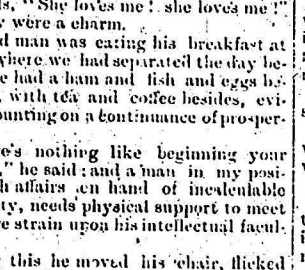 s, "She loves me! she loves me!"
y were a charm.
d man was eating his breakfast at
where we had separated the day be-
e had a ham and fish and eggs be-
, with tea and coffee besides, evi-
ounting on a continuance of prosper-
e's nothing like beginning your
," he said; and a man in my posi-
h affairs on hand of incalculable
ty, needs physical support to meet
e strain upon his intellectual facul-
this he moved his chair, flicked